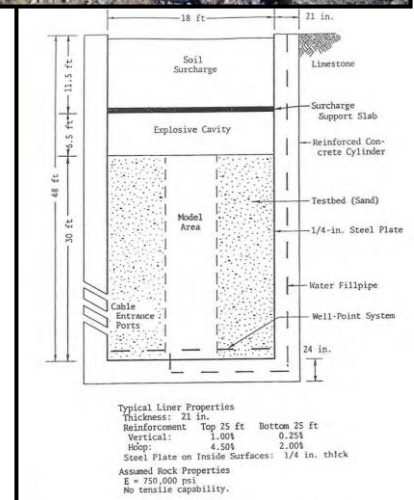 18 ft
21 in.
Soil
Surcharge
Limestone
11.5 ft
Surcharge
Support Slab
Explosive Cavity
6.5 ft
Reinforced Con-
crete Cylinder
48 ft
Testbed (Sand)
Model
Area
1/4-in. Steel Plate
30 ft
Water Fillpipe
Cable
Entrance
Ports
Well-Point System
24 in.
Typical Liner Properties
Thickness: 21 in.
Reinforcement Top 25 ft Bottom 25 ft
Vertical: 1.00% 0.25%
Hoop: 4.50% 2.00%
Steel Plate on Inside Surfaces: 1/4 in. thick
Assumed Rock Properties
E = 750,000 psi
No tensile capability.